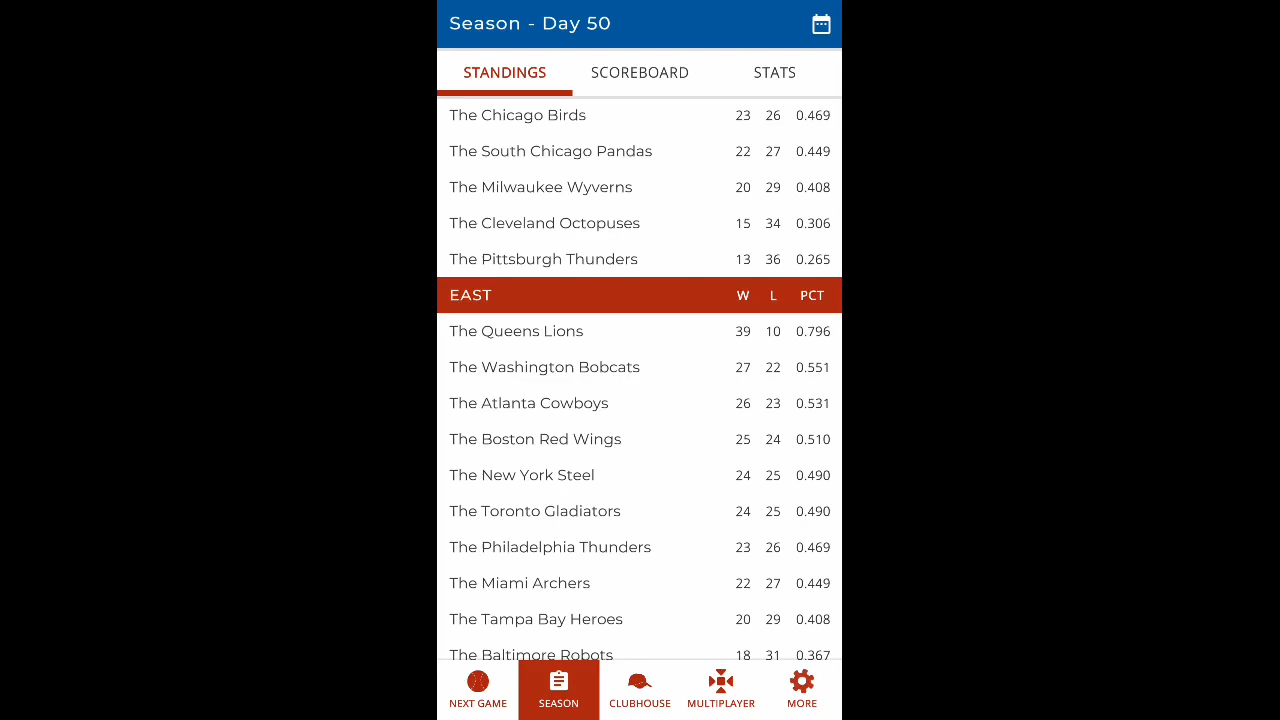 Season - Day 50
STANDINGS SCOREBOARD STATS
The Chicago Birds 23 26 0.469
The South Chicago Pandas 22 27 0.449
The Milwaukee Wyverns 20 29 0.408
The Cleveland Octopuses 15 34 0.306
The Pittsburgh Thunders 13 36 0.265
EAST W L PCT
The Queens Lions 39 10 0.796
The Washington Bobcats 27 22 0.551
The Atlanta Cowboys 26 23 0.531
The Boston Red Wings 25 24 0.510
The New York Steel 24 25 0.490
The Toronto Gladiators 24 25 0.490
The Philadelphia Thunders 23 26 0.469
The Miami Archers 22 27 0.449
The Tampa Bay Heroes 20 29 0.408
The Baltimore Robots 18 31 0.367
NEXT GAME SEASON CLUBHOUSE MULTIPLAYER MORE